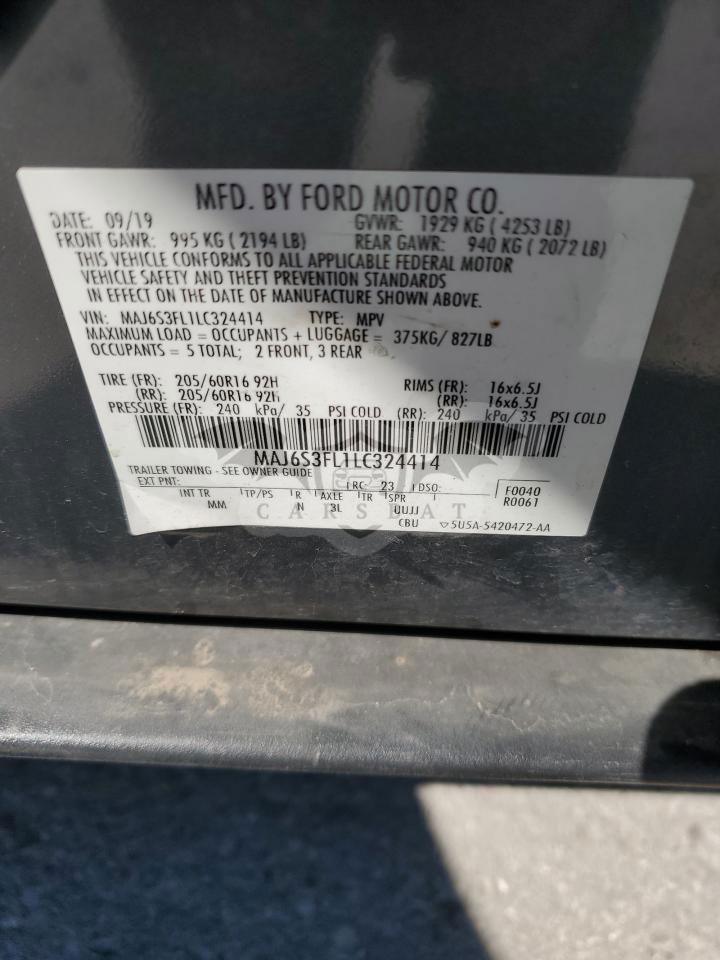 MFD. BY FORD MOTOR CO.
DATE: 09/19 GVWR: 1929 KG ( 4253 LB)
FRONT GAWR: 995 KG ( 2194 LB) REAR GAWR: 940 KG ( 2072 LB)
THIS VEHICLE CONFORMS TO ALL APPLICABLE FEDERAL MOTOR
VEHICLE SAFETY AND THEFT PREVENTION STANDARDS
IN EFFECT ON THE DATE OF MANUFACTURE SHOWN ABOVE.
VIN: MAJ6S3FL1LC324414 TYPE: MPV
MAXIMUM LOAD = OCCUPANTS + LUGGAGE = 375KG/ 827LB
OCCUPANTS = 5 TOTAL; 2 FRONT, 3 REAR
TIRE (FR): 205/60R16 92H RIMS (FR): 16x6.5J
(RR): 205/60R16 92H (RR): 16x6.5J
PRESSURE (FR): 240 kPa/ 35 PSI COLD (RR): 240 kPa/ 35 PSI COLD
MAJ6S3FL1LC324414
TRAILER TOWING - SEE OWNER GUIDE
EXT PNT: RC: 23 DSO: F0040
INT TR TP/PS R AXLE TR SPR R0061
MM N 3L UUJJ
CBU 5U5A-5420472-AA
CARSEAT